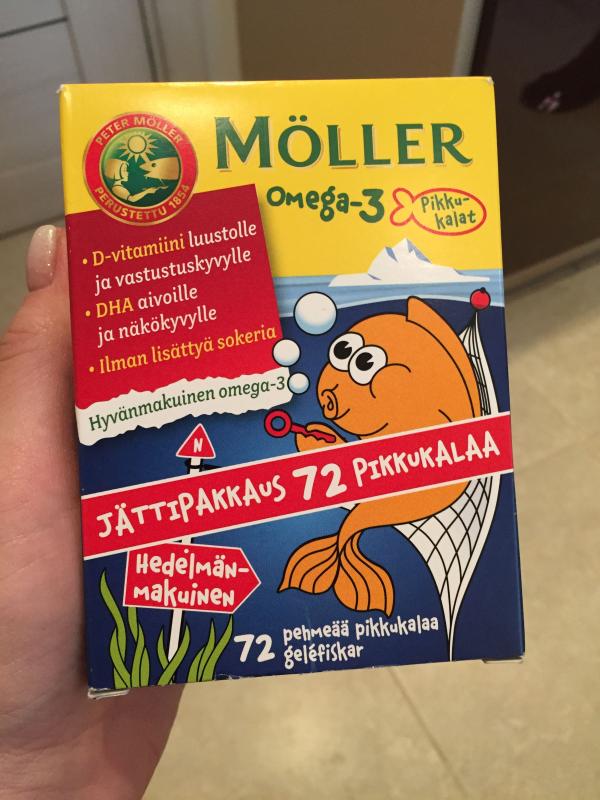 PETER MÖLLER
PERUSTETTU 1854
MÖLLER
Omega-3
Pikku-
kalat
• D-vitamiini luustolle
ja vastustuskyvylle
• DHA aivoille
ja näkökyvylle
• Ilman lisättyä sokeria
Hyvänmakuinen omega-3
N
JÄTTIPAKKAUS 72 PIKKUKALAA
Hedelmän-
makuinen
72 pehmeää pikkukalaa
geléfiskar